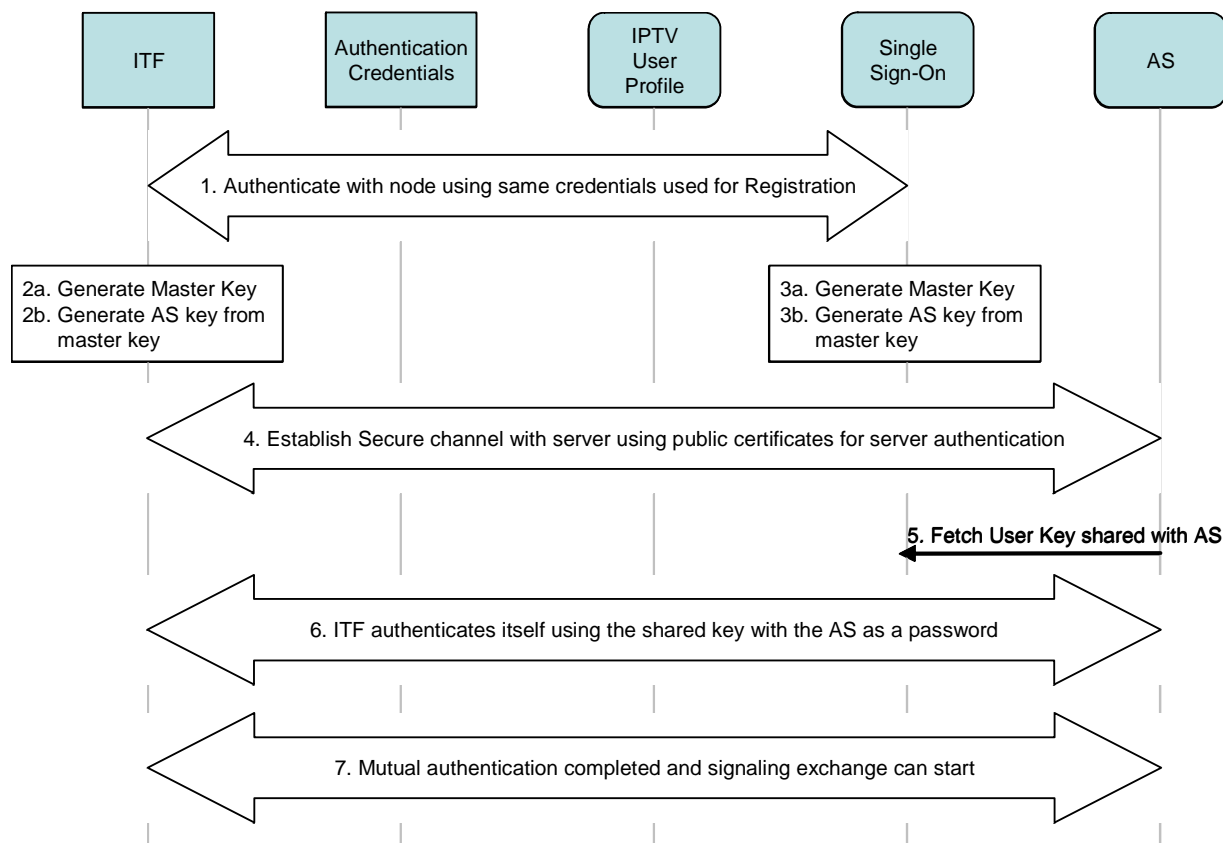 ITF
Authentication
Credentials
IPTV
User
Profile
Single
Sign-On
AS
1. Authenticate with node using same credentials used for Registration
2a. Generate Master Key
2b. Generate AS key from
master key
3a. Generate Master Key
3b. Generate AS key from
master key
4. Establish Secure channel with server using public certificates for server authentication
5. Fetch User Key shared with AS
6. ITF authenticates itself using the shared key with the AS as a password
7. Mutual authentication completed and signaling exchange can start